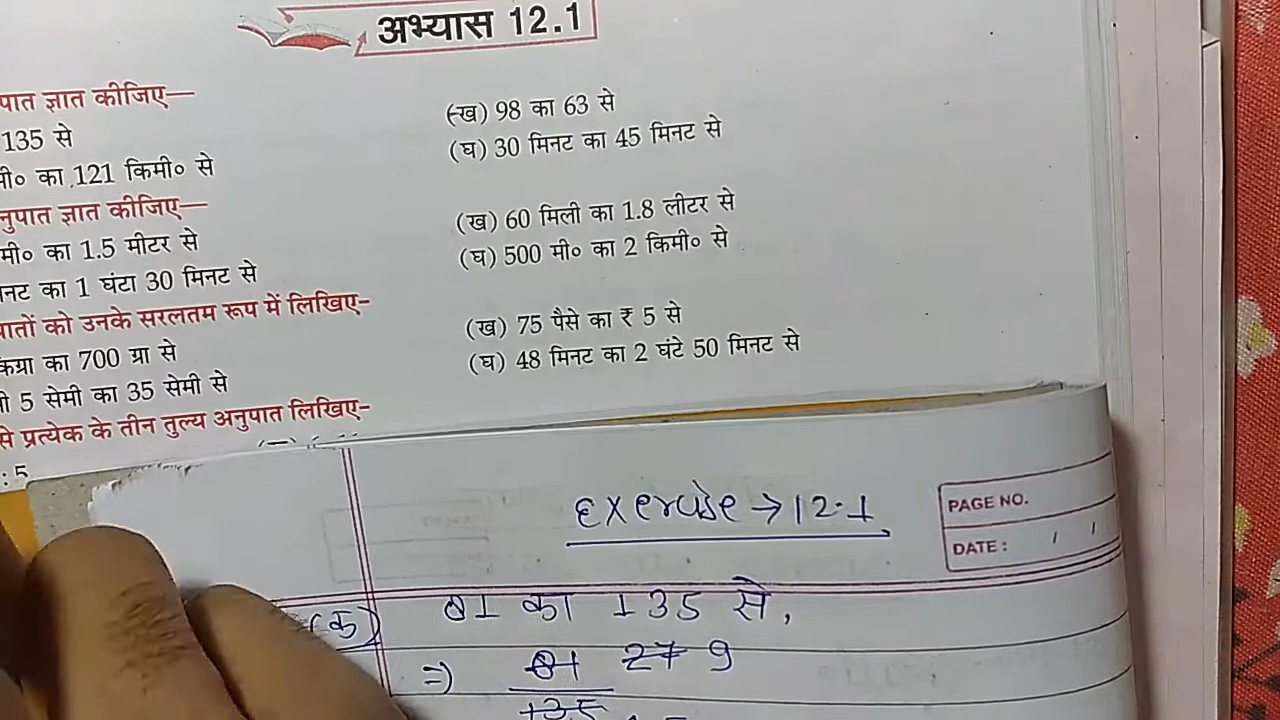 अभ्यास 12.1
पात ज्ञात कीजिए—
135 से
(ख) 98 का 63 से
मी० का 121 किमी० से
(घ) 30 मिनट का 45 मिनट से
नुपात ज्ञात कीजिए—
मी० का 1.5 मीटर से
(ख) 60 मिली का 1.8 लीटर से
नट का 1 घंटा 30 मिनट से
(घ) 500 मी० का 2 किमी० से
पातों को उनके सरलतम रूप में लिखिए-
किग्रा का 700 ग्रा से
(ख) 75 पैसे का ₹ 5 से
5 सेमी का 35 सेमी से
(घ) 48 मिनट का 2 घंटे 50 मिनट से
से प्रत्येक के तीन तुल्य अनुपात लिखिए-
: 5
Exercise → 12.1
PAGE NO.
DATE : / /
(क) 81 का 135 से,
⇒ 81 27 9
135